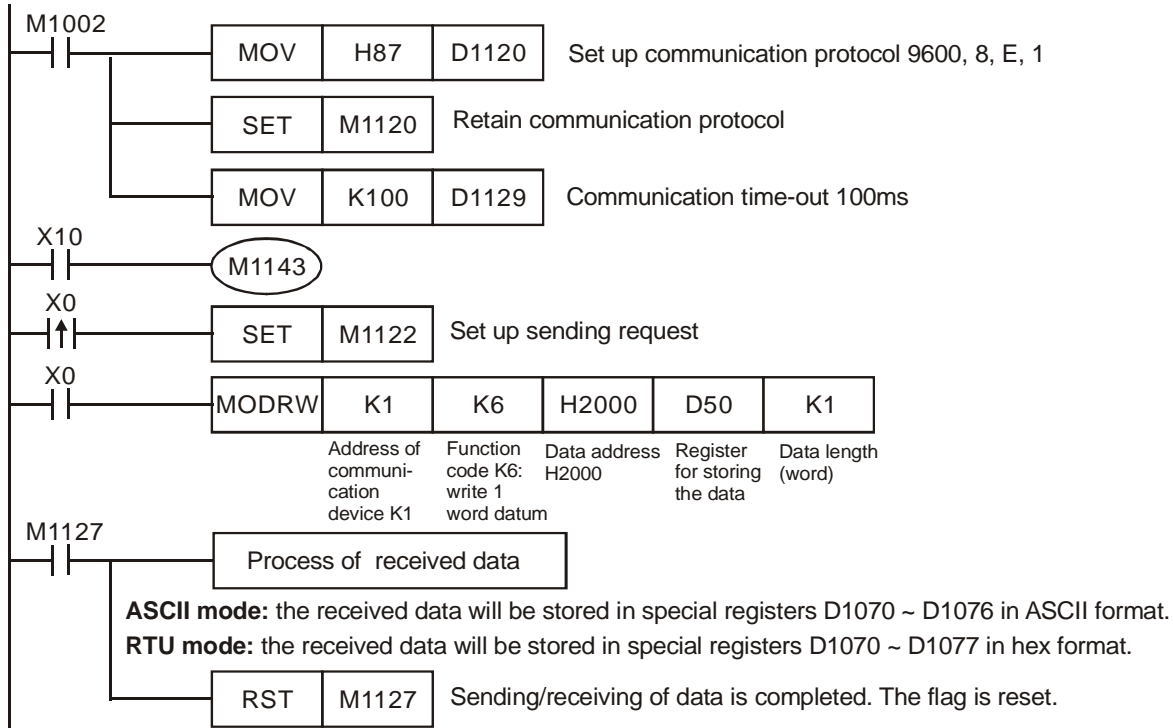 M1002
MOV H87 D1120 Set up communication protocol 9600, 8, E, 1
SET M1120 Retain communication protocol
MOV K100 D1129 Communication time-out 100ms
X10
M1143
X0
SET M1122 Set up sending request
X0
MODRW K1 K6 H2000 D50 K1
Address of
communi-
cation
device K1
Function
code K6:
write 1
word datum
Data address
H2000
Register
for storing
the data
Data length
(word)
M1127
Process of received data
ASCII mode: the received data will be stored in special registers D1070 ~ D1076 in ASCII format.
RTU mode: the received data will be stored in special registers D1070 ~ D1077 in hex format.
RST M1127 Sending/receiving of data is completed. The flag is reset.